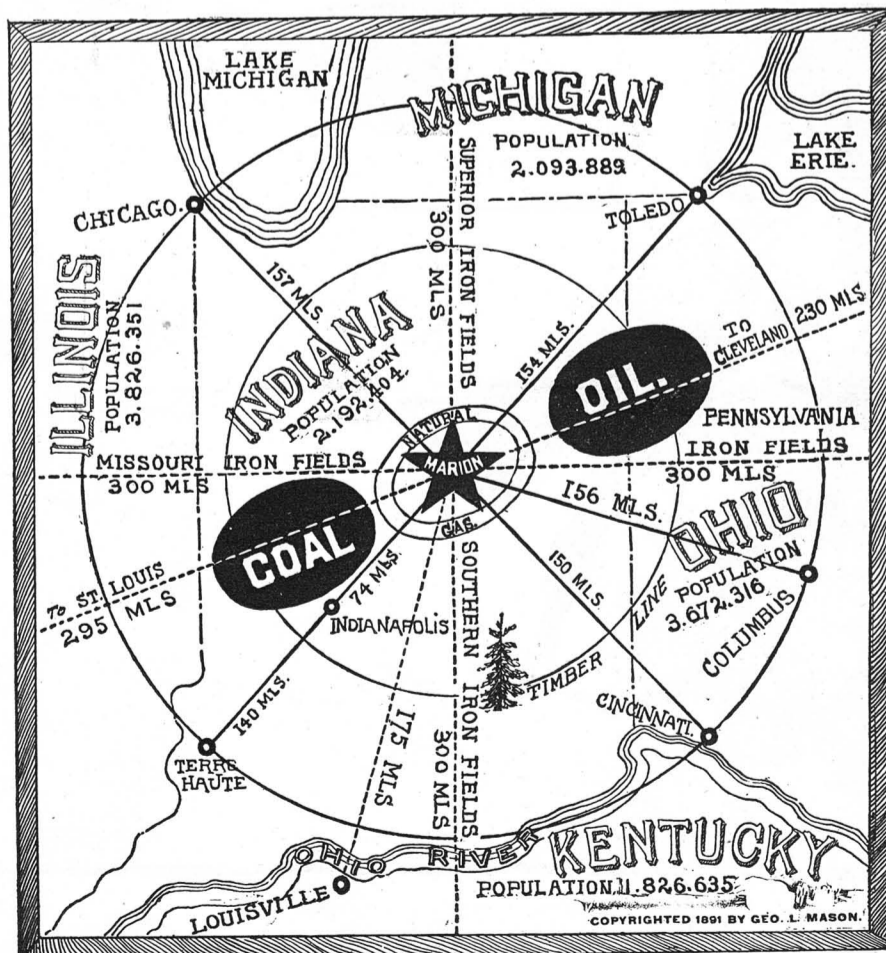 LAKE
MICHIGAN
MICHIGAN
POPULATION
2.093.889
LAKE
ERIE.
CHICAGO.
TOLEDO
SUPERIOR IRON FIELDS
300 MLS
157 MLS
154 MLS.
TO
CLEVELAND 230 MLS
ILLINOIS
POPULATION
3.826.351
INDIANA
POPULATION
2.192.404.
OIL.
NATURAL
MARION
GAS.
PENNSYLVANIA
IRON FIELDS
300 MLS
MISSOURI IRON FIELDS
300 MLS
156 MLS.
OHIO
POPULATION
3.672.316
COAL
TO ST. LOUIS
295 MLS
74 MLS.
150 MLS.
INDIANAPOLIS
SOUTHERN IRON FIELDS
300 MLS
TIMBER LINE
COLUMBUS
CINCINNATI.
140 MLS.
175 MLS
TERRE
HAUTE
OHIO RIVER
LOUISVILLE
KENTUCKY
POPULATION 1.826.635
COPYRIGHTED 1891 BY GEO. L. MASON.